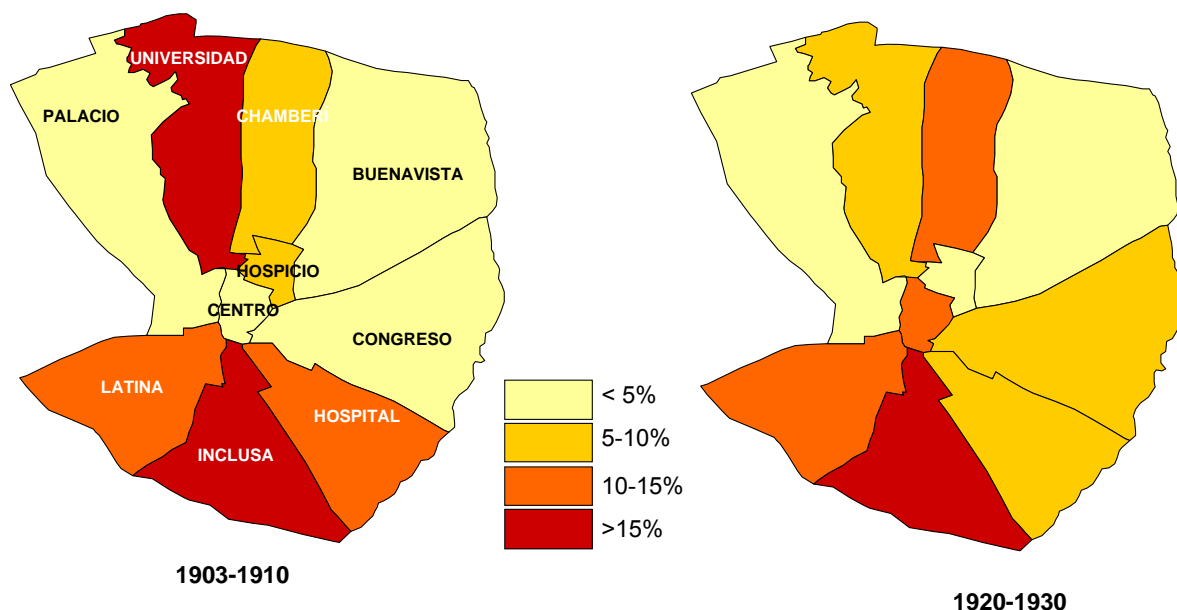 UNIVERSIDAD
PALACIO
CHAMBERI
BUENAVISTA
HOSPICIO
CENTRO
CONGRESO
LATINA
HOSPITAL
INCLUSA
< 5%
5-10%
10-15%
>15%
1903-1910
1920-1930